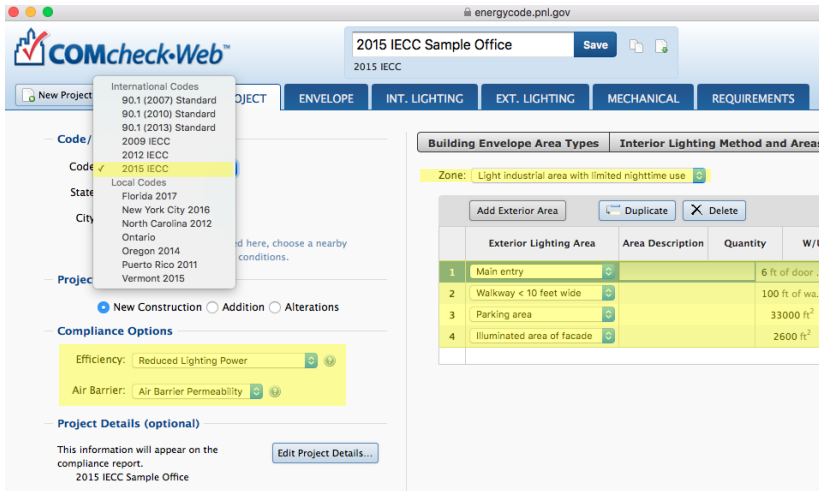 energycode.pnl.gov
COMcheck-Web™
2015 IECC Sample Office
Save
2015 IECC
New Project
OJECT
ENVELOPE
INT. LIGHTING
EXT. LIGHTING
MECHANICAL
REQUIREMENTS
International Codes
90.1 (2007) Standard
90.1 (2010) Standard
90.1 (2013) Standard
2009 IECC
2012 IECC
✓ 2015 IECC
Local Codes
Florida 2017
New York City 2016
North Carolina 2012
Ontario
Oregon 2014
Puerto Rico 2011
Vermont 2015
Code/
Code
State
City
ed here, choose a nearby
conditions.
Projec
New Construction Addition Alterations
Compliance Options
Efficiency: Reduced Lighting Power ?
Air Barrier: Air Barrier Permeability ?
Project Details (optional)
This information will appear on the
compliance report.
Edit Project Details...
2015 IECC Sample Office
Building Envelope Area Types Interior Lighting Method and Areas
Zone: Light industrial area with limited nighttime use
Add Exterior Area Duplicate X Delete
Exterior Lighting Area Area Description Quantity W/U
1 Main entry 6 ft of door ..
2 Walkway < 10 feet wide 100 ft of wa..
3 Parking area 33000 ft²
4 Illuminated area of facade 2600 ft²